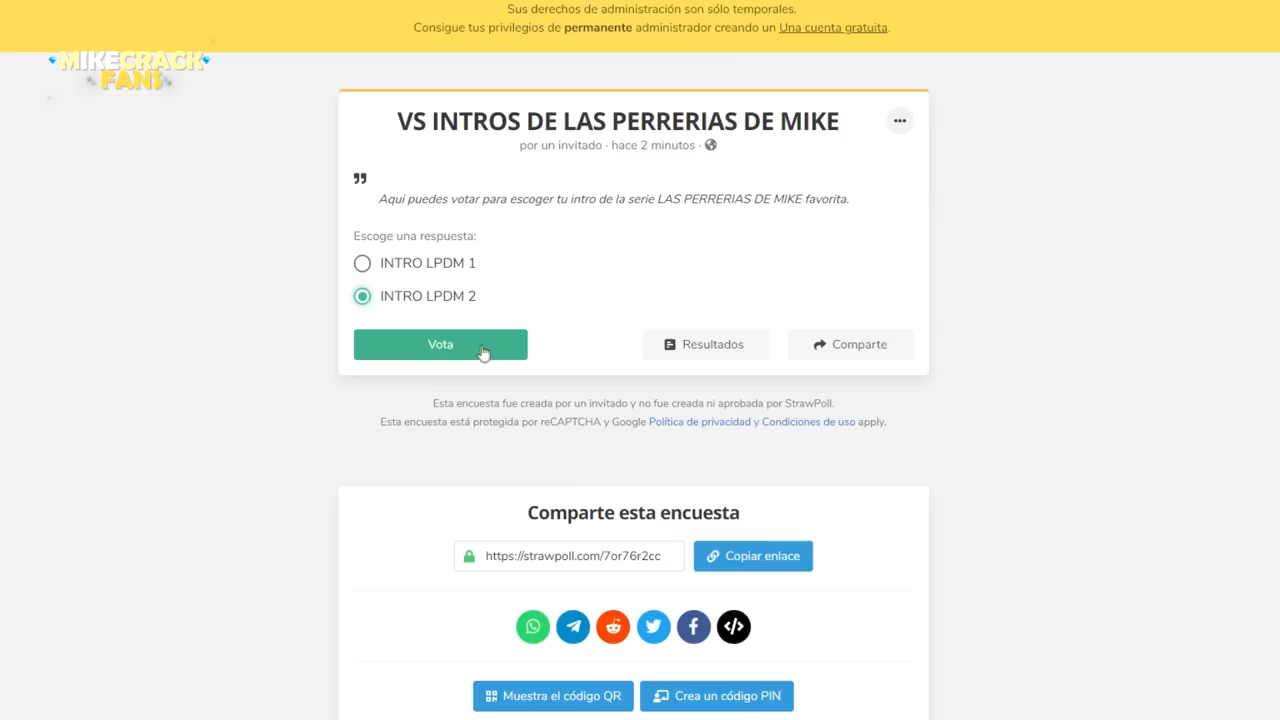 Sus derechos de administración son sólo temporales.
Consigue tus privilegios de permanente administrador creando un Una cuenta gratuita.
MIKECRACK
FANS
VS INTROS DE LAS PERRERIAS DE MIKE
por un invitado · hace 2 minutos ·
Aquí puedes votar para escoger tu intro de la serie LAS PERRERIAS DE MIKE favorita.
Escoge una respuesta:
INTRO LPDM 1
INTRO LPDM 2
Vota
Resultados
Comparte
Esta encuesta fue creada por un invitado y no fue creada ni aprobada por StrawPoll.
Esta encuesta está protegida por reCAPTCHA y Google Política de privacidad y Condiciones de uso apply.
Comparte esta encuesta
https://strawpoll.com/7or76r2cc
Copiar enlace
Muestra el código QR
Crea un código PIN